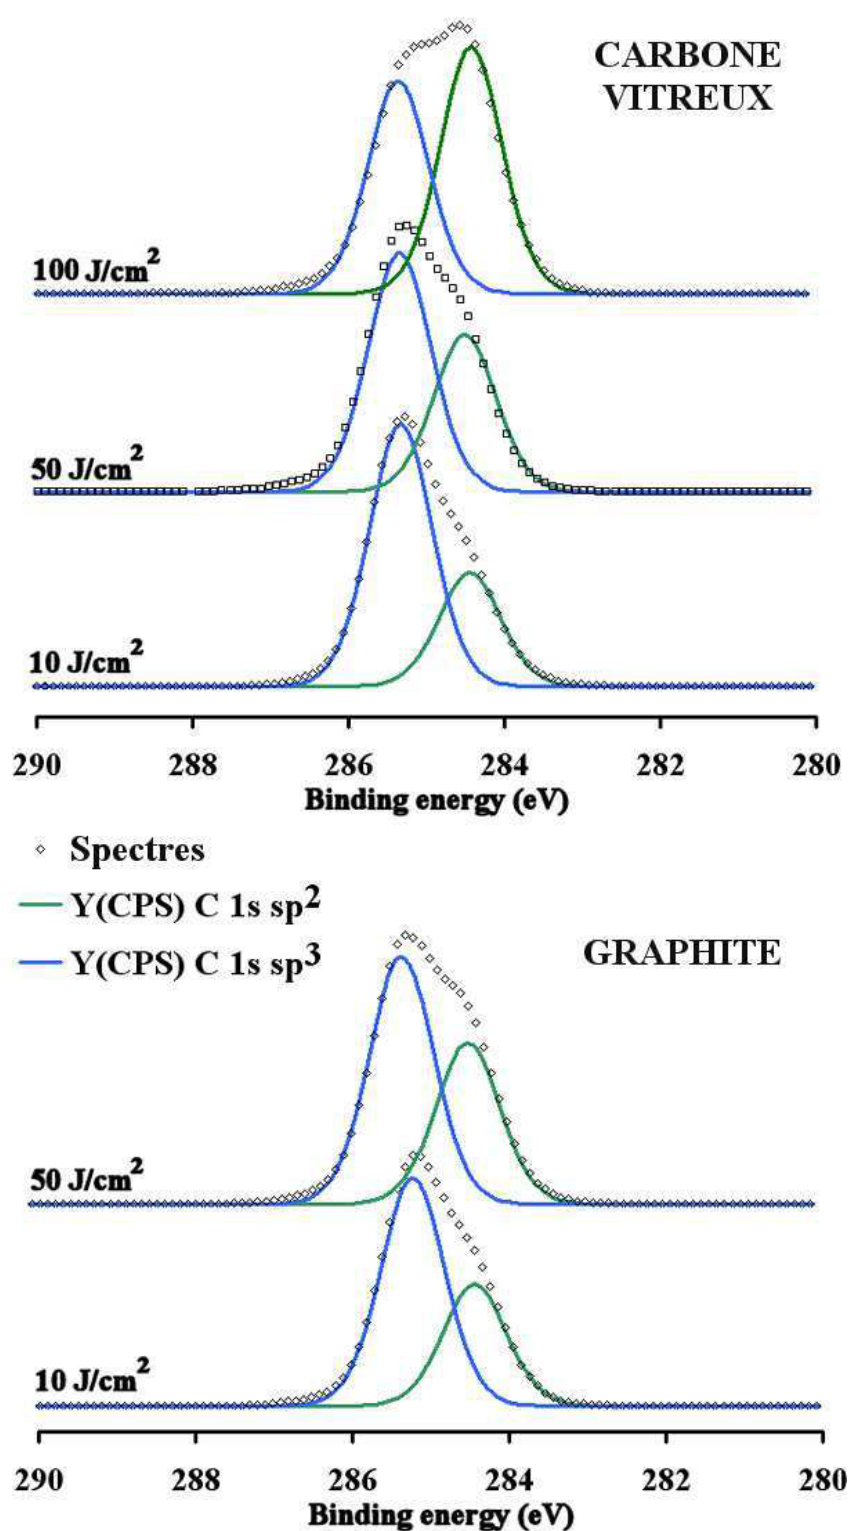 CARBONE
VITREUX
100 J/cm²
50 J/cm²
10 J/cm²
290 288 286 284 282 280
Binding energy (eV)
Spectres
Y(CPS) C 1s sp²
Y(CPS) C 1s sp³
GRAPHITE
50 J/cm²
10 J/cm²
290 288 286 284 282 280
Binding energy (eV)